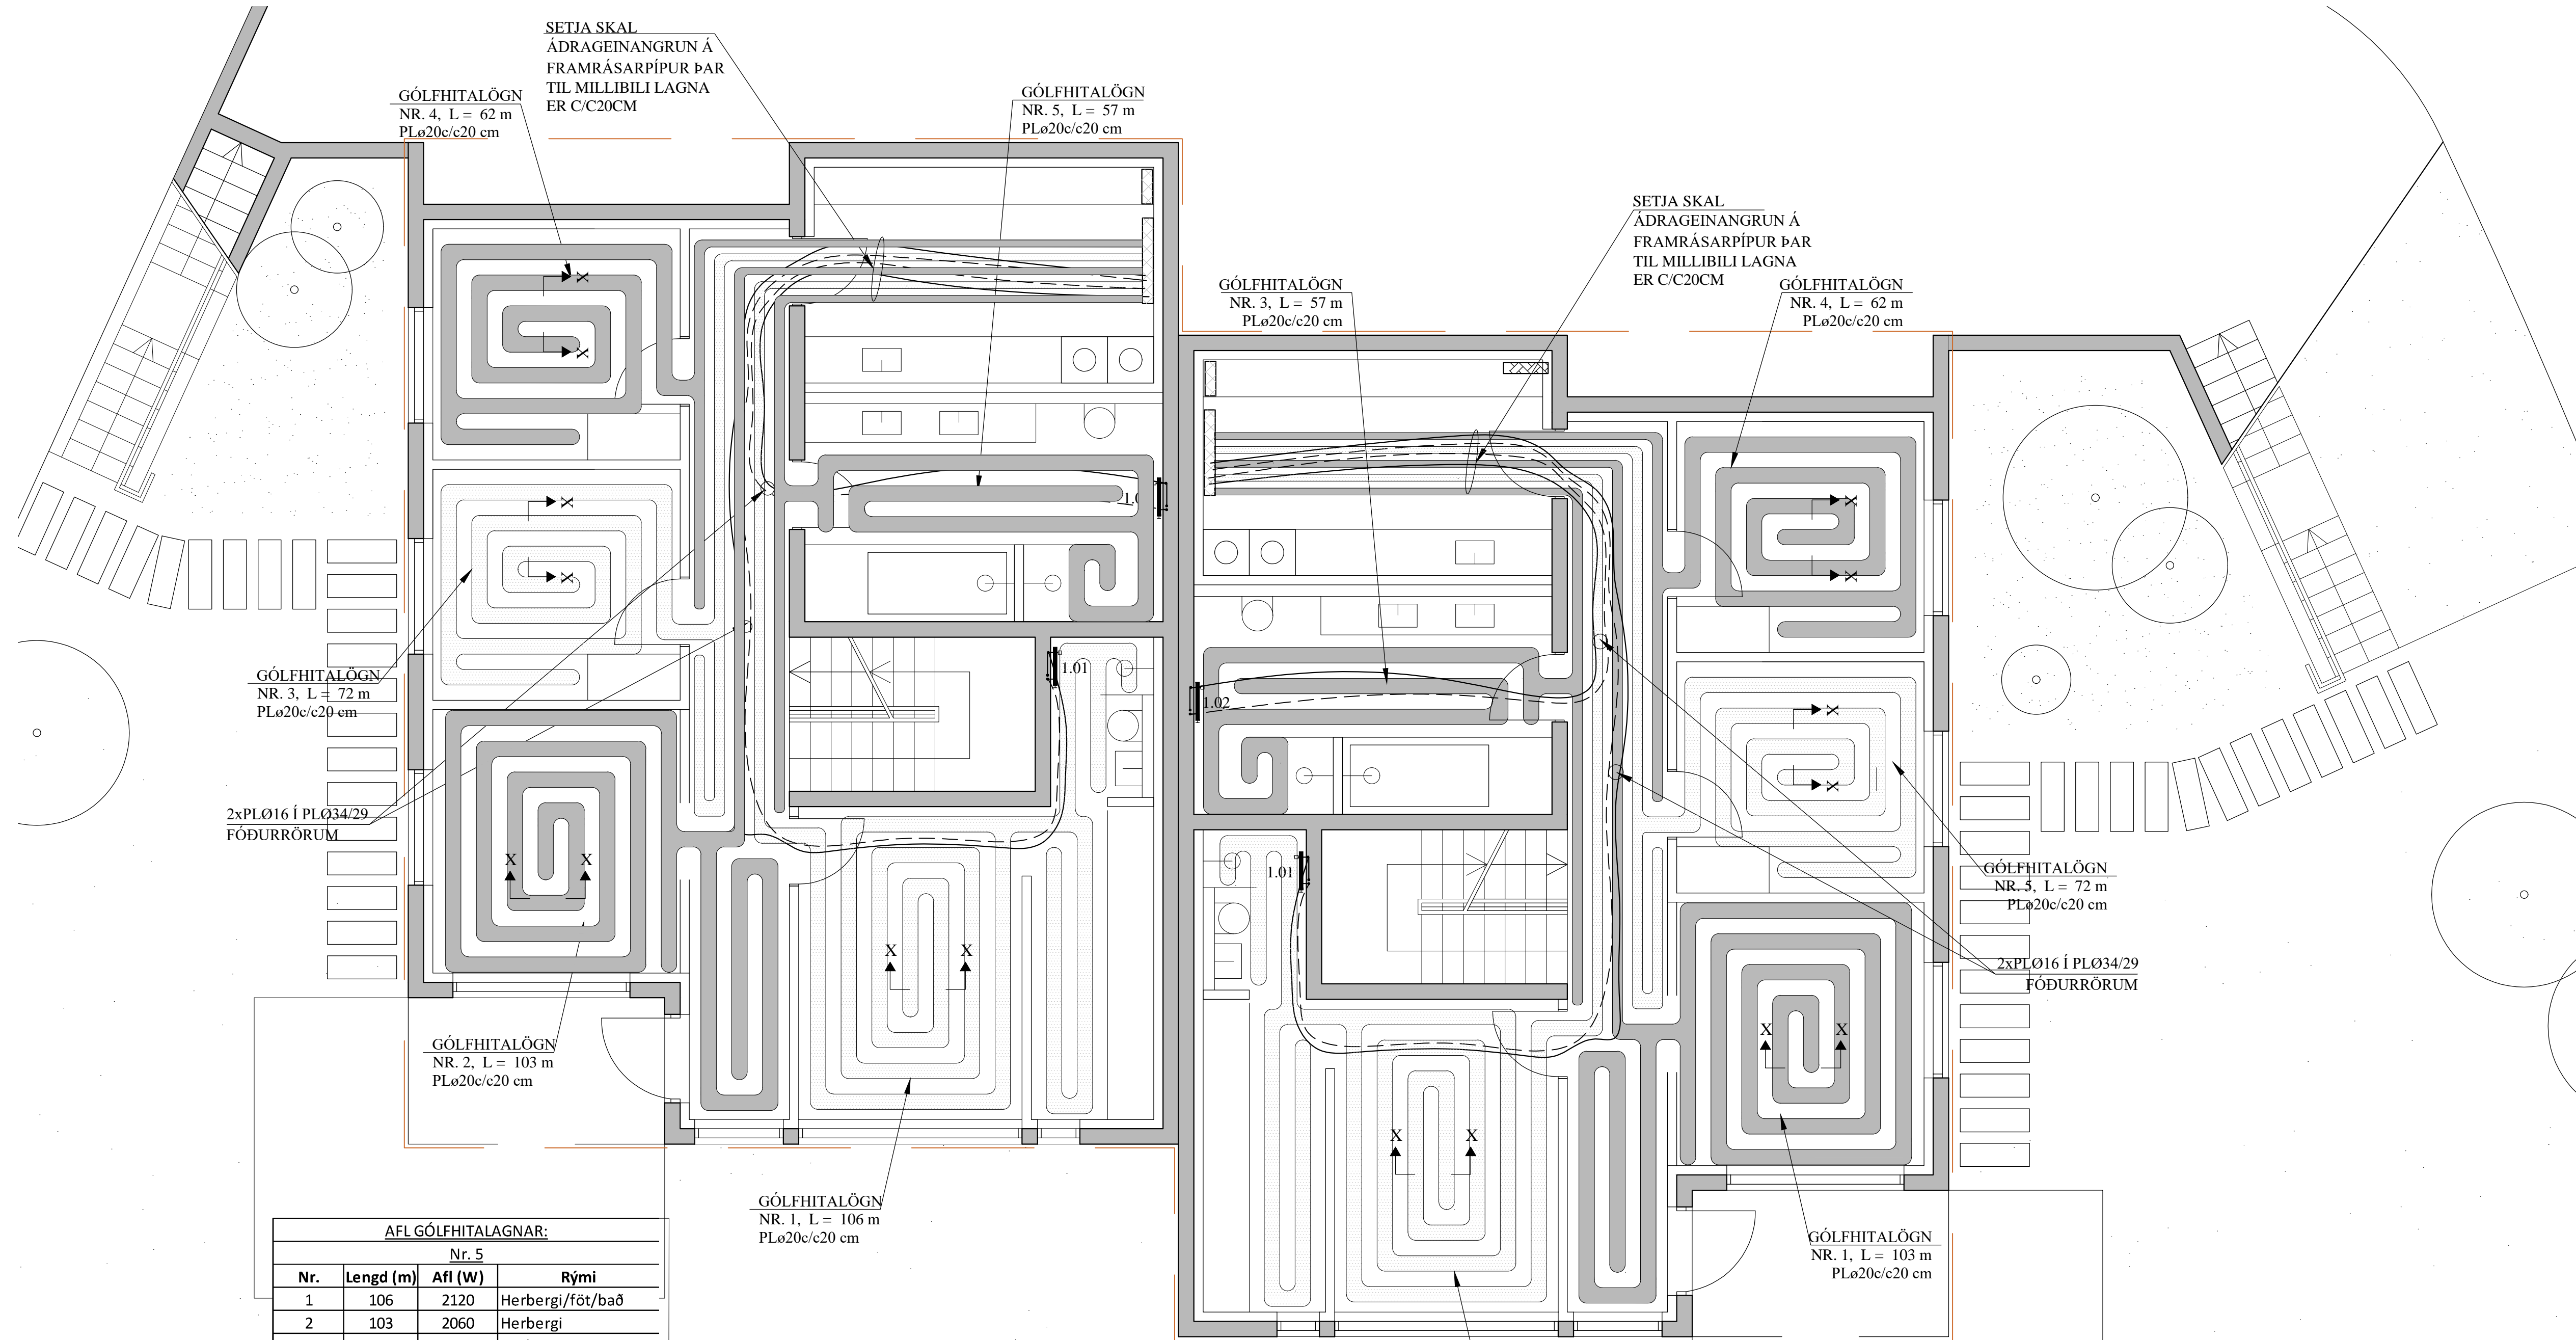 SETJA SKAL
ÁDRAGEINANGRUN Á
FRAMRÁSARPÍPUR ÞAR
TIL MILLIBILI LAGNA
ER C/C20CM
GÓLFHITALÖGN
NR. 4, L = 62 m
PLø20c/c20 cm
GÓLFHITALÖGN
NR. 5, L = 57 m
PLø20c/c20 cm
SETJA SKAL
ÁDRAGEINANGRUN Á
FRAMRÁSARPÍPUR ÞAR
TIL MILLIBILI LAGNA
ER C/C20CM
GÓLFHITALÖGN
NR. 3, L = 57 m
PLø20c/c20 cm
GÓLFHITALÖGN
NR. 4, L = 62 m
PLø20c/c20 cm
X
X
X
X
X
X
X
X
1.01
1.02
GÓLFHITALÖGN
NR. 3, L = 72 m
PLø20c/c20 cm
2xPLØ16 Í PLØ34/29
FÓÐURRÖRUM
X X
1.01
GÓLFHITALÖGN
NR. 5, L = 72 m
PLø20c/c20 cm
X X
2xPLØ16 Í PLØ34/29
FÓÐURRÖRUM
X X
GÓLFHITALÖGN
NR. 2, L = 103 m
PLø20c/c20 cm
X X
GÓLFHITALÖGN
NR. 1, L = 106 m
PLø20c/c20 cm
GÓLFHITALÖGN
NR. 1, L = 103 m
PLø20c/c20 cm
AFL GÓLFHITALAGNAR:
Nr. 5
Nr. Lengd (m) Afl (W) Rými
1 106 2120 Herbergi/föt/bað
2 103 2060 Herbergi